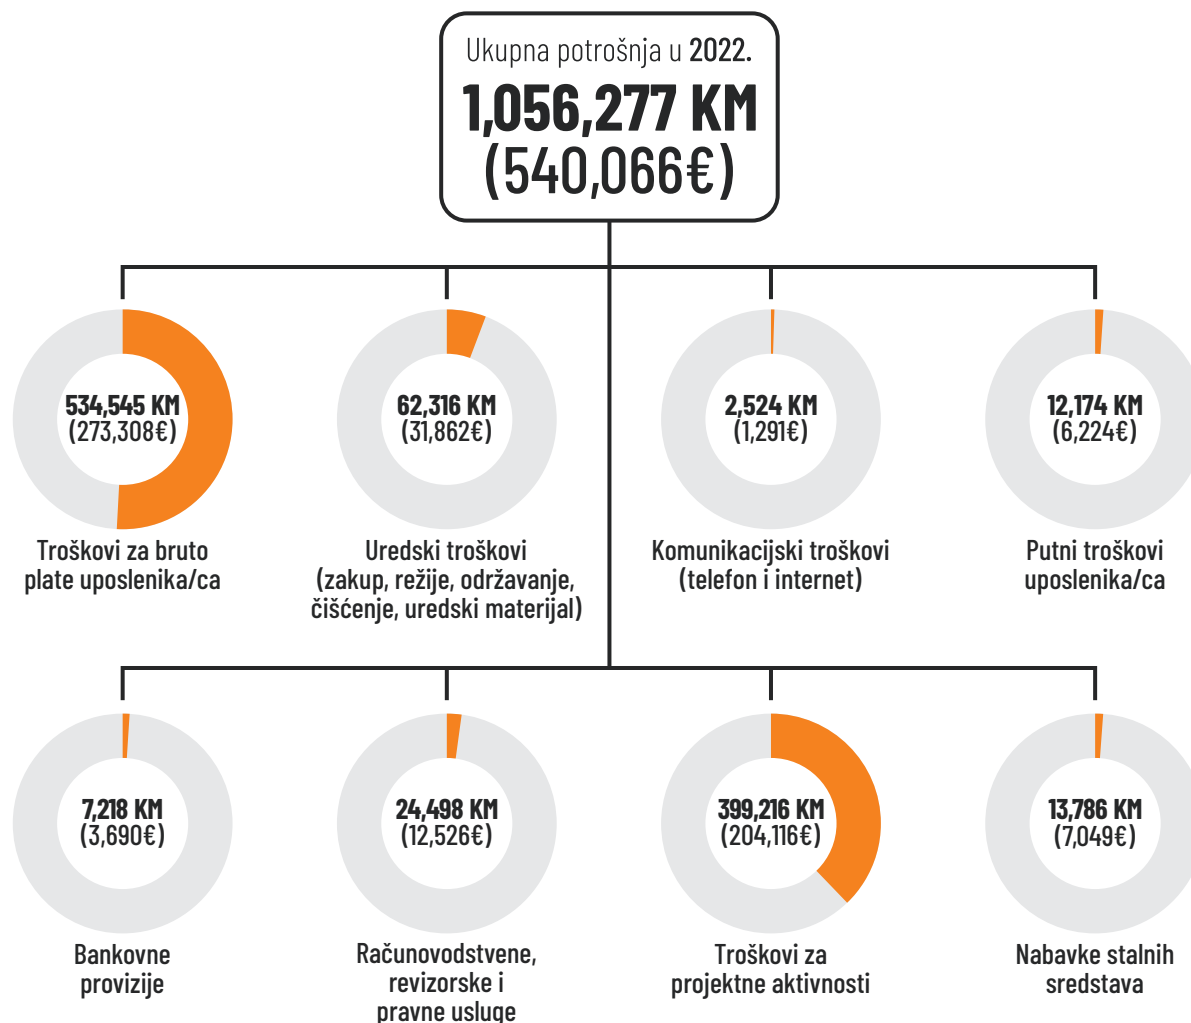 Ukupna potrošnja u 2022.
1,056,277 KM
(540,066€)
534,545 KM
(273,308€)
Troškovi za bruto
plate uposlenika/ca
62,316 KM
(31,862€)
Uredski troškovi
(zakup, režije, održavanje,
čišćenje, uredski materijal)
2,524 KM
(1,291€)
Komunikacijski troškovi
(telefon i internet)
12,174 KM
(6,224€)
Putni troškovi
uposlenika/ca
7,218 KM
(3,690€)
Bankovne
provizije
24,498 KM
(12,526€)
Računovodstvene,
revizorske i
pravne usluge
399,216 KM
(204,116€)
Troškovi za
projektne aktivnosti
13,786 KM
(7,049€)
Nabavke stalnih
sredstava